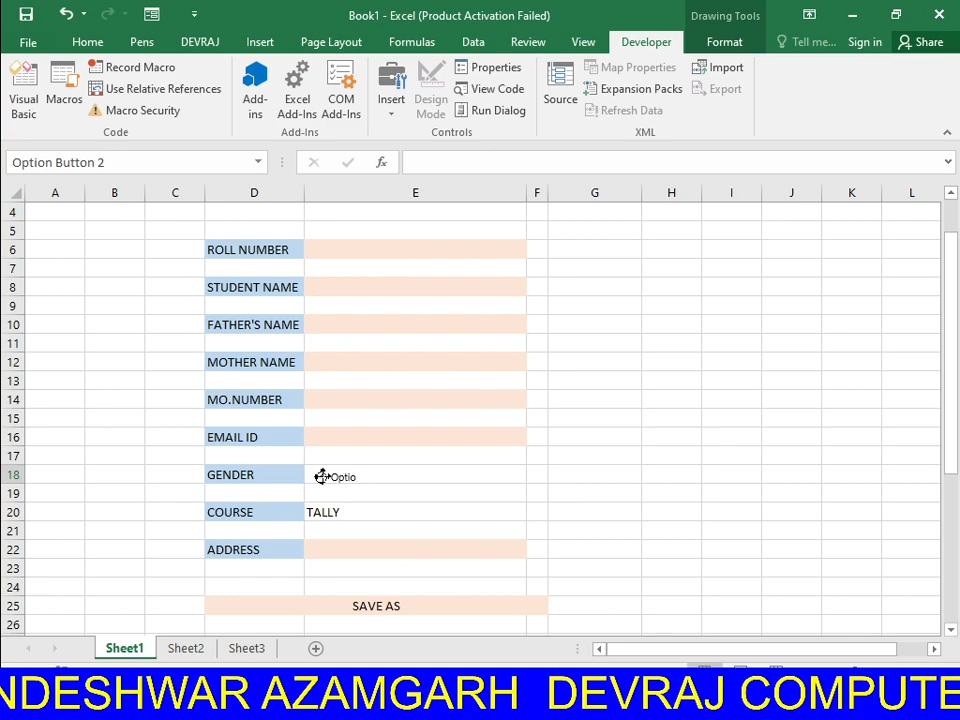 Book1 - Excel (Product Activation Failed)
Drawing Tools
File Home Pens DEVRAJ Insert Page Layout Formulas Data Review View Developer Format Tell me... Sign in Share
Visual Basic
Macros
Record Macro
Use Relative References
Macro Security
Code
Add-ins
Excel Add-Ins
COM Add-Ins
Add-Ins
Insert
Design Mode
Properties
View Code
Run Dialog
Controls
Source
Map Properties
Expansion Packs
Refresh Data
Import
Export
XML
Option Button 2
fx
A B C D E F G H I J K L
4
5
6 ROLL NUMBER
7
8 STUDENT NAME
9
10 FATHER'S NAME
11
12 MOTHER NAME
13
14 MO.NUMBER
15
16 EMAIL ID
17
18 GENDER Optio
19
20 COURSE TALLY
21
22 ADDRESS
23
24
25 SAVE AS
26
Sheet1 Sheet2 Sheet3
NDESHWAR AZAMGARH DEVRAJ COMPUTE